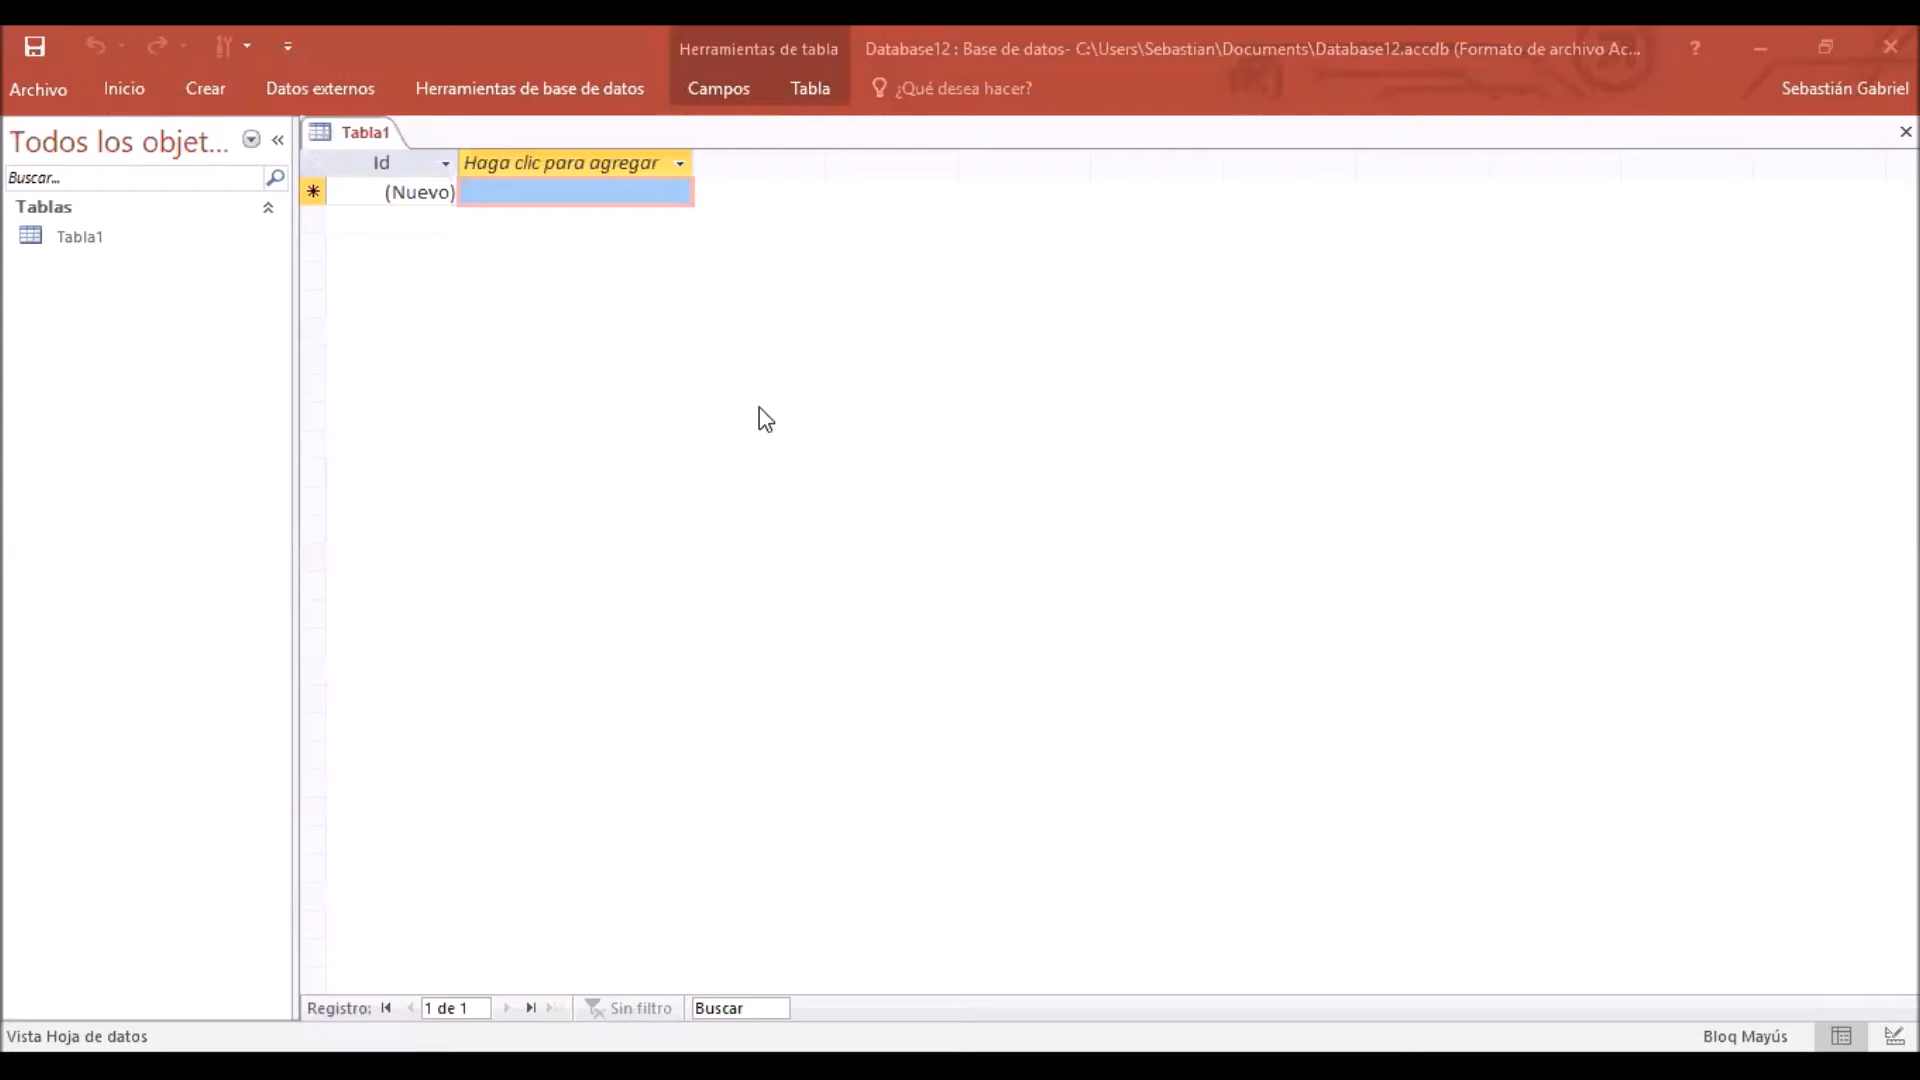 Herramientas de tabla
Database12 : Base de datos- C:\Users\Sebastian\Documents\Database12.accdb (Formato de archivo Ac...
?
Archivo
Inicio
Crear
Datos externos
Herramientas de base de datos
Campos
Tabla
¿Qué desea hacer?
Sebastián Gabriel
Todos los objet...
Buscar...
Tablas
Tabla1
Tabla1
Id
Haga clic para agregar
(Nuevo)
Registro:
1 de 1
Sin filtro
Buscar
Vista Hoja de datos
Bloq Mayús